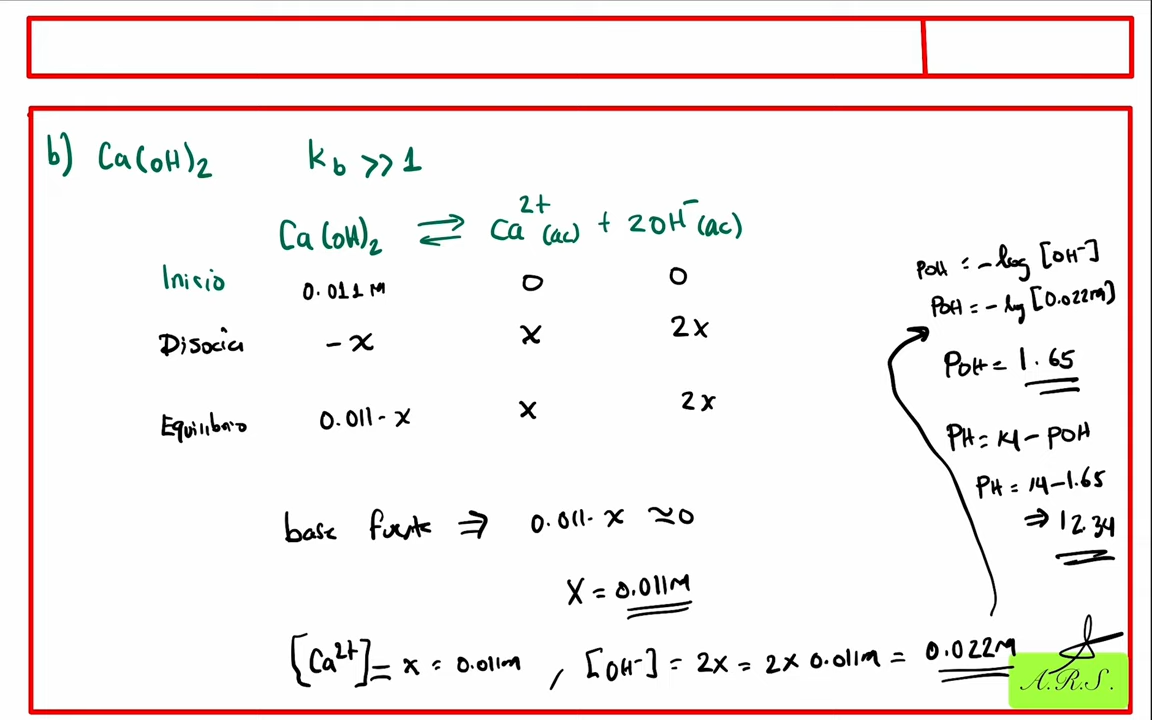 b) Ca(OH)2 kb >> 1
Ca(OH)2 ⇌ Ca2+(ac) + 2OH-(ac)
Inicio 0.011M 0 0
Disocia -x x 2x
Equilibrio 0.011-x x 2x
base fuerte ⇒ 0.011-x ≈0
X = 0.011M
[Ca2+] = x = 0.011M , [OH-] = 2x = 2x 0.011M = 0.022M
POH = -log [OH-]
POH = -log [0.022M]
POH = 1.65
PH = 14 - POH
PH = 14-1.65
⇒ 12.34
A.R.S.